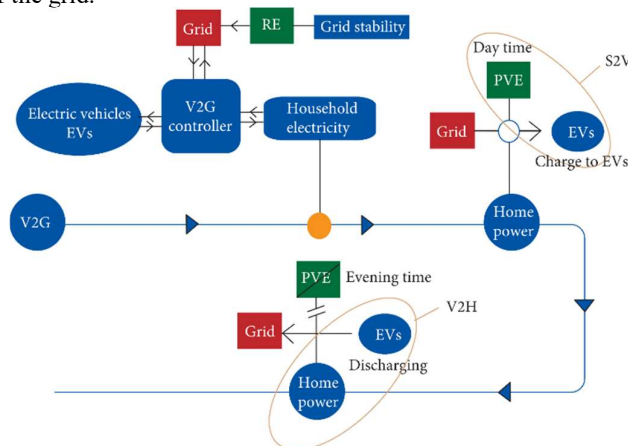 the grid.
Grid
RE
Grid stability
Electric vehicles
EVs
V2G
controller
Household
electricity
Day time
PVE
S2V
Grid
EVs
Charge to EVs
V2G
Home
power
PVE
Evening time
V2H
Grid
EVs
Discharging
Home
power